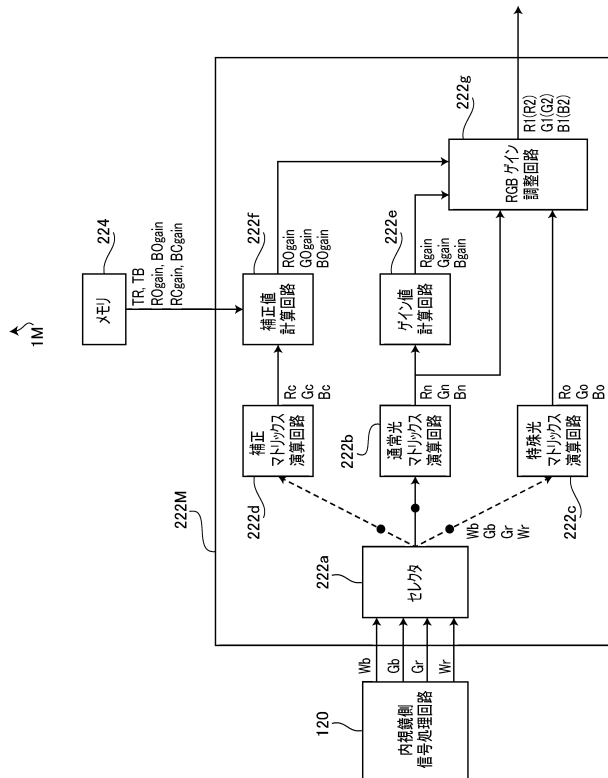 1M
120
内視鏡側
信号処理回路
Wb
Gb
Gr
Wr
222M
222a
セレクタ
Wb
Gb
Gr
Wr
222d
補正
マトリックス
演算回路
Rc
Gc
Bc
222b
通常光
マトリックス
演算回路
Rn
Gn
Bn
222c
特殊光
マトリックス
演算回路
Ro
Go
Bo
224
メモリ
TR, TB
ROgain, BOgain
RCgain, BCgain
222f
補正値
計算回路
ROgain
GOgain
BOgain
222e
ゲイン値
計算回路
Rgain
Ggain
Bgain
222g
RGBゲイン
調整回路
R1(R2)
G1(G2)
B1(B2)